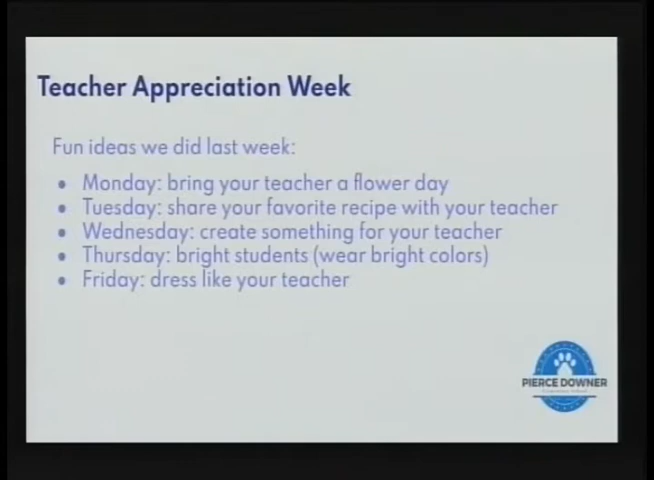 Teacher Appreciation Week
Fun ideas we did last week:
• Monday: bring your teacher a flower day
• Tuesday: share your favorite recipe with your teacher
• Wednesday: create something for your teacher
• Thursday: bright students (wear bright colors)
• Friday: dress like your teacher
PIERCE DOWNER